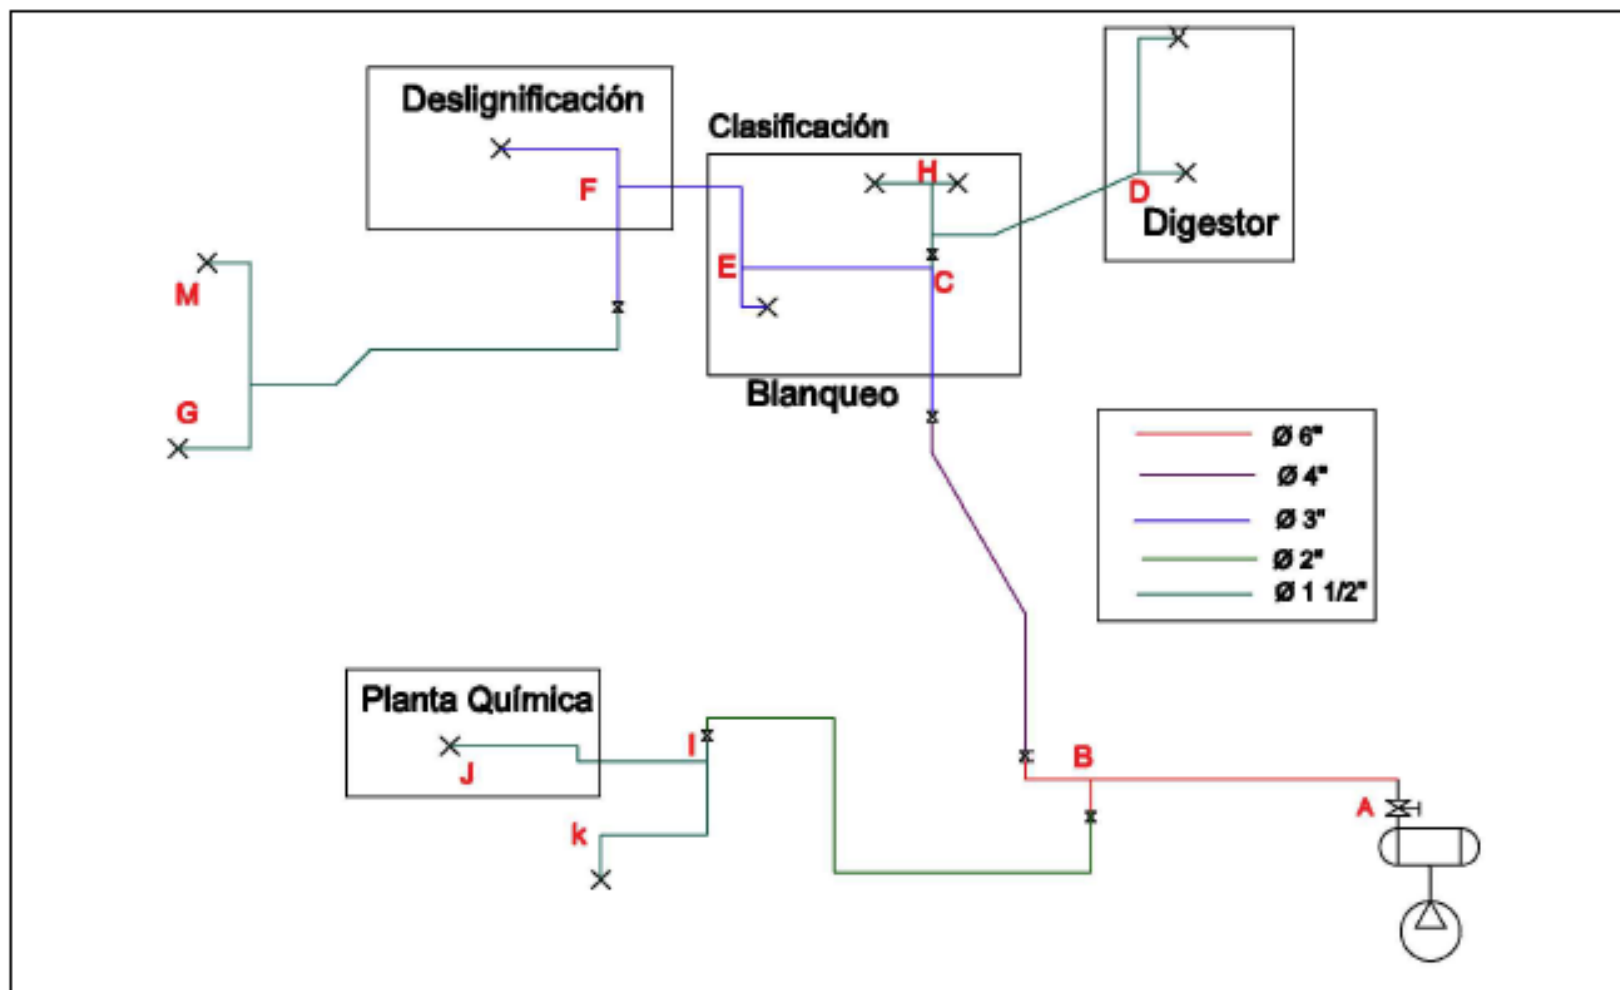 Deslignificación
F
Clasificación
H
E
C
Blanqueo
D
Digestor
M
G
Ø 6"
Ø 4"
Ø 3"
Ø 2"
Ø 1 1/2"
Planta Química
J
I
k
B
A